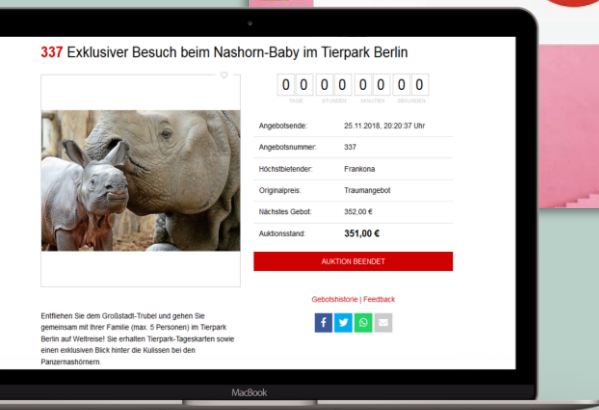 337 Exklusiver Besuch beim Nashorn-Baby im Tierpark Berlin
0 0 0 0 0 0 0 0
TAGE STUNDEN MINUTEN SEKUNDEN
Angebotsende: 25.11.2018, 20:20:37 Uhr
Angebotsnummer: 337
Höchstbietender: Frankona
Originalpreis: Traumangebot
Nächstes Gebot: 352,00 €
Auktionsstand: 351,00 €
AUKTION BEENDET
Gebotshistorie | Feedback
Entfliehen Sie dem Großstadt-Trubel und gehen Sie
gemeinsam mit Ihrer Familie (max. 5 Personen) im Tierpark
Berlin auf Weltreise! Sie erhalten Tierpark-Tageskarten sowie
einen exklusiven Blick hinter die Kulissen bei den
Panzernashörnern.
MacBook